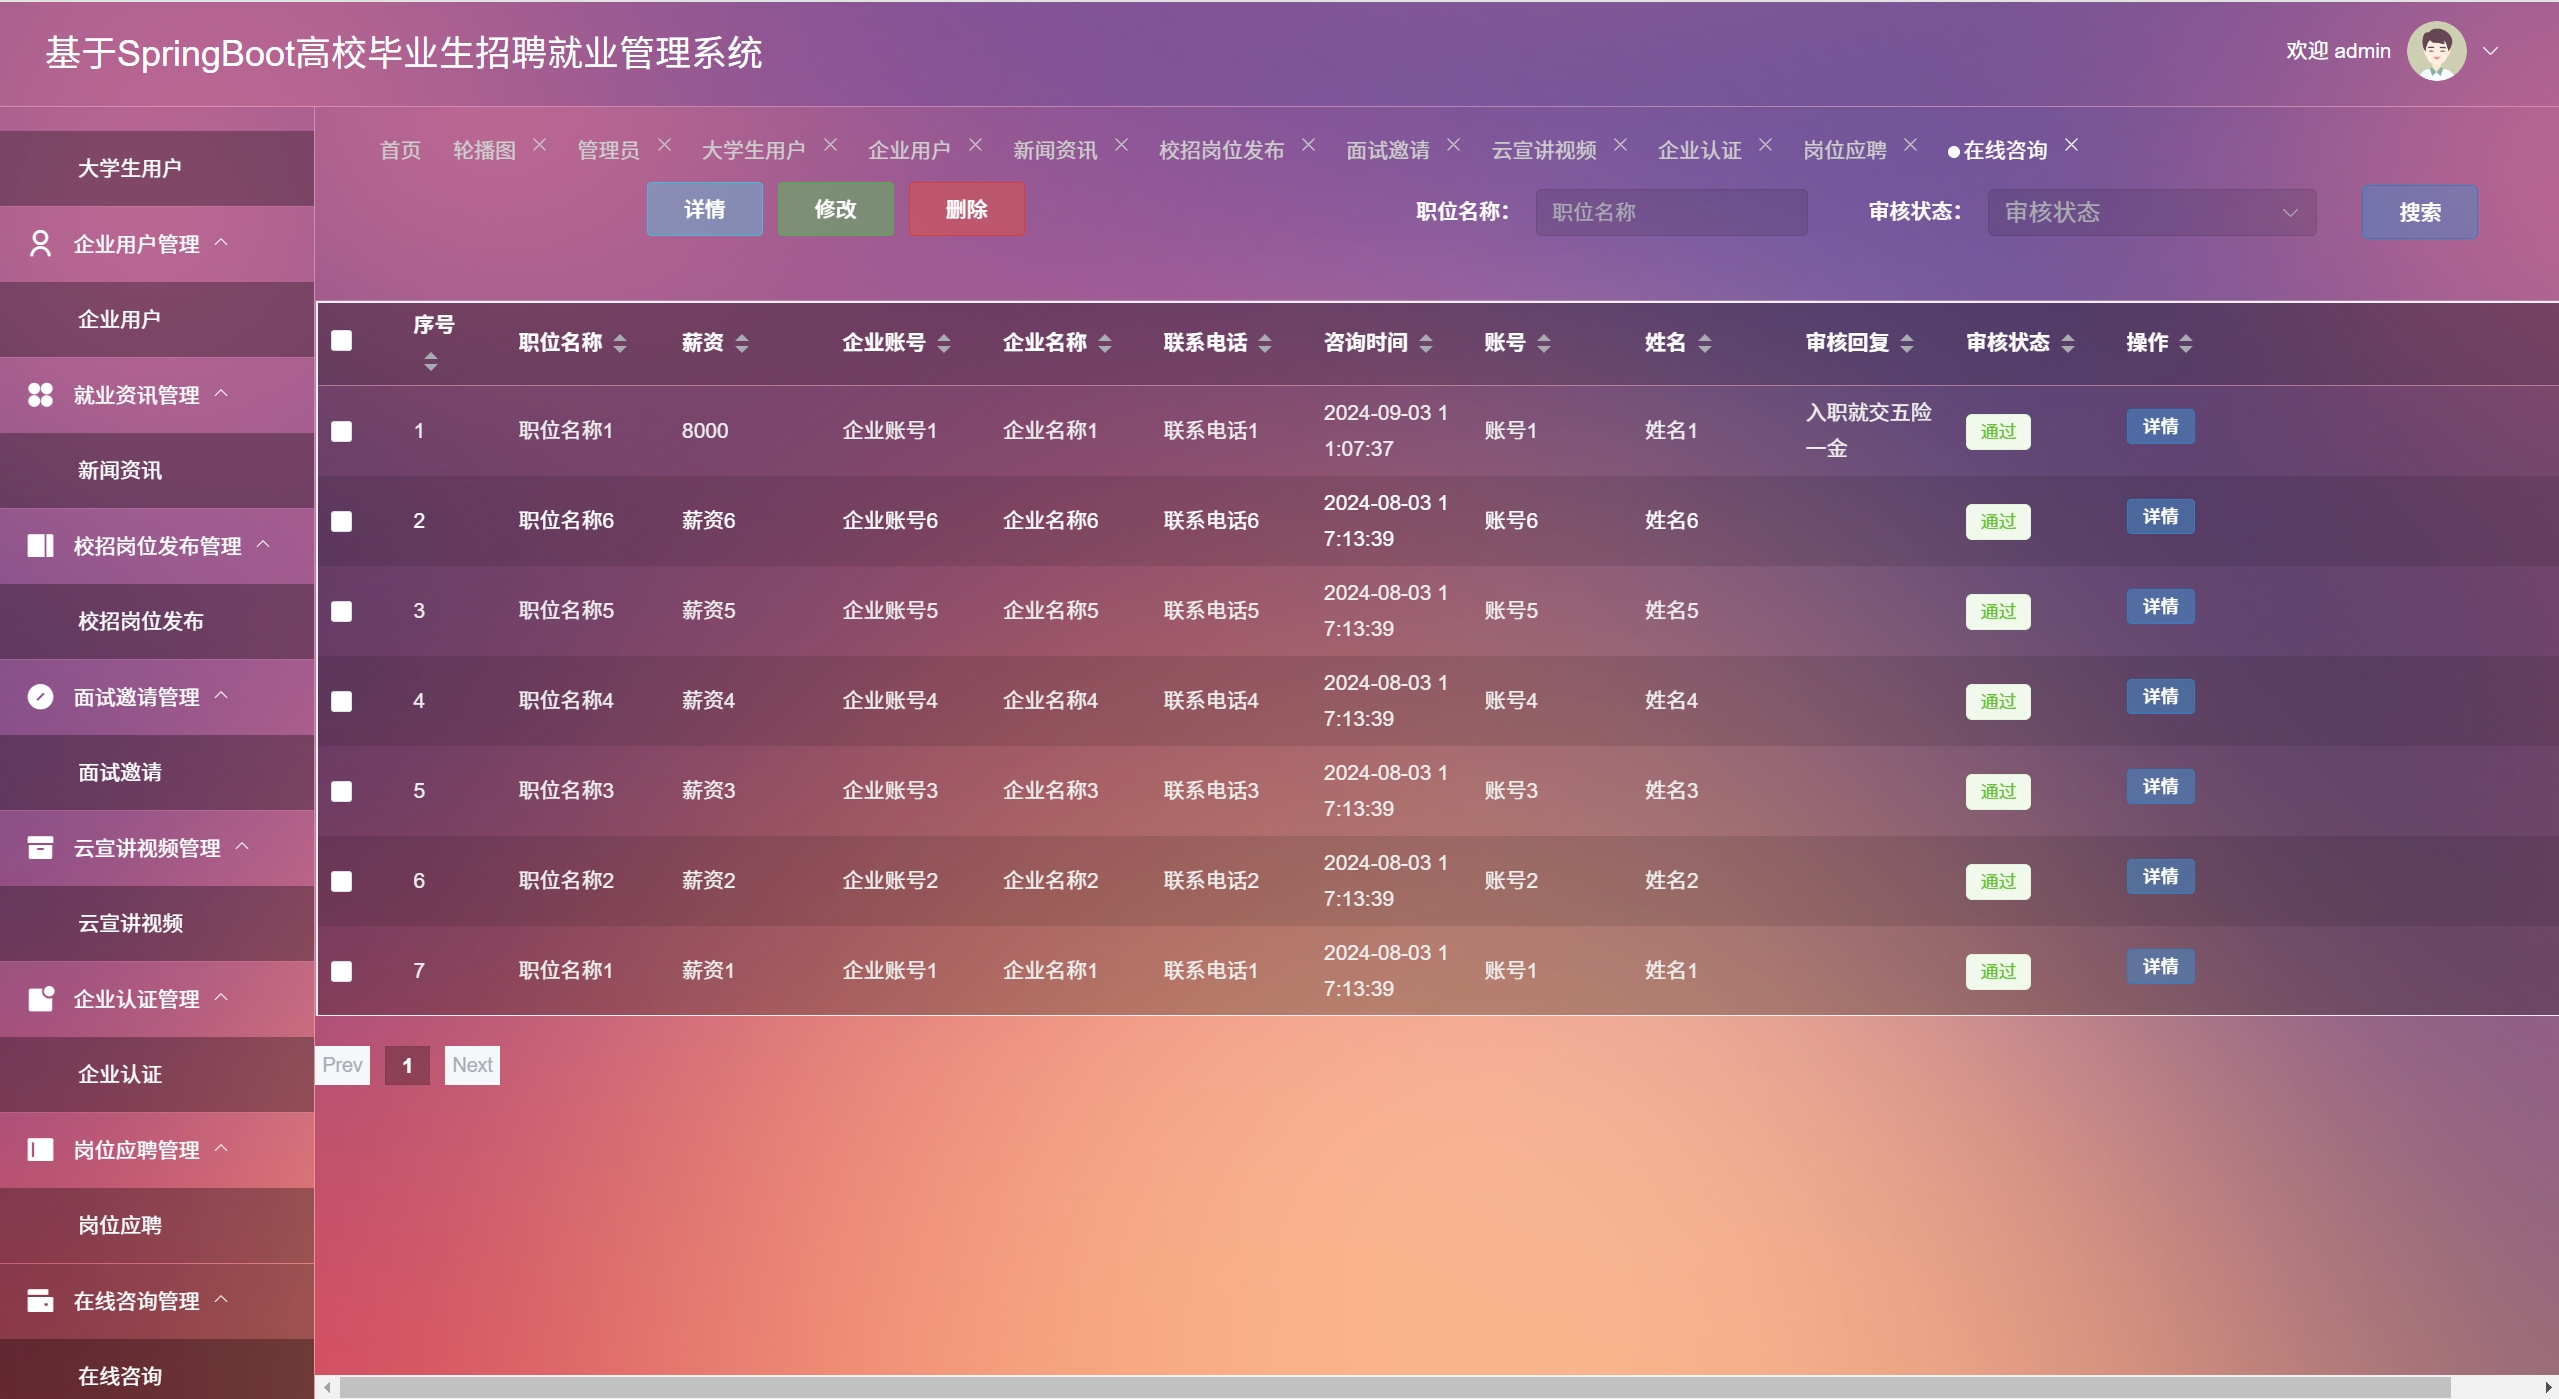 基于SpringBoot高校毕业生招聘就业管理系统
欢迎 admin
大学生用户
企业用户管理
企业用户
就业资讯管理
新闻资讯
校招岗位发布管理
校招岗位发布
面试邀请管理
面试邀请
云宣讲视频管理
云宣讲视频
企业认证管理
企业认证
岗位应聘管理
岗位应聘
在线咨询管理
在线咨询
首页 轮播图 管理员 大学生用户 企业用户 新闻资讯 校招岗位发布 面试邀请 云宣讲视频 企业认证 岗位应聘 在线咨询
详情 修改 删除 职位名称： 职位名称 审核状态： 审核状态 搜索
序号 职位名称 薪资 企业账号 企业名称 联系电话 咨询时间 账号 姓名 审核回复 审核状态 操作
1 职位名称1 8000 企业账号1 企业名称1 联系电话1 2024-09-03 1 账号1 姓名1 入职就交五险 通过 详情
1:07:37 一金
2 职位名称6 薪资6 企业账号6 企业名称6 联系电话6 2024-08-03 1 账号6 姓名6 通过 详情
7:13:39
3 职位名称5 薪资5 企业账号5 企业名称5 联系电话5 2024-08-03 1 账号5 姓名5 通过 详情
7:13:39
4 职位名称4 薪资4 企业账号4 企业名称4 联系电话4 2024-08-03 1 账号4 姓名4 通过 详情
7:13:39
5 职位名称3 薪资3 企业账号3 企业名称3 联系电话3 2024-08-03 1 账号3 姓名3 通过 详情
7:13:39
6 职位名称2 薪资2 企业账号2 企业名称2 联系电话2 2024-08-03 1 账号2 姓名2 通过 详情
7:13:39
7 职位名称1 薪资1 企业账号1 企业名称1 联系电话1 2024-08-03 1 账号1 姓名1 通过 详情
7:13:39
Prev 1 Next